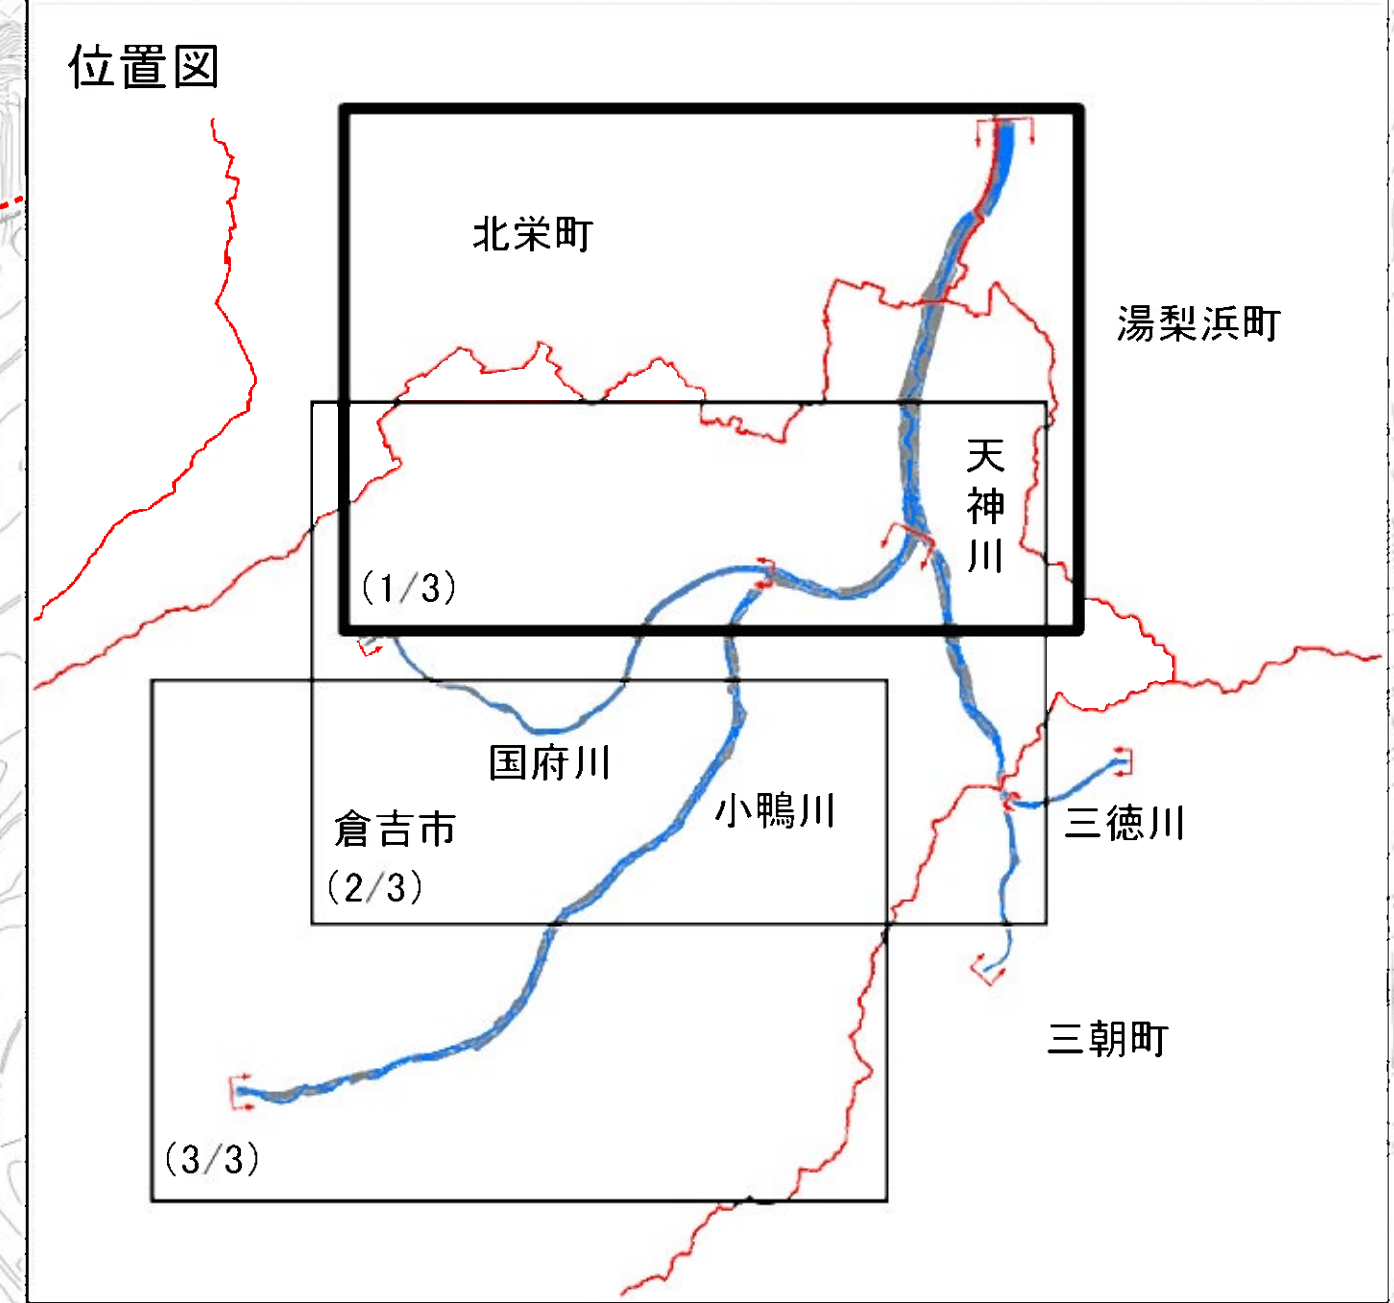 位置図
北栄町
湯梨浜町
天神川
(1/3)
国府川
小鴨川
倉吉市
三徳川
(2/3)
三朝町
(3/3)